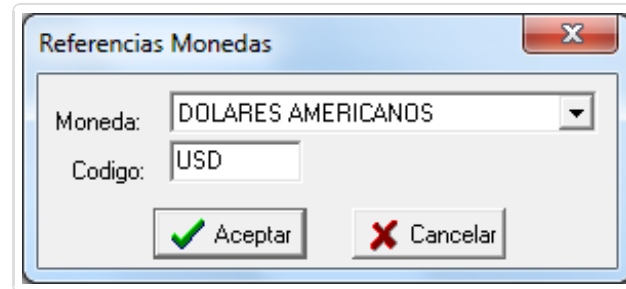 Referencias Monedas
Moneda: DOLARES AMERICANOS
Codigo: USD
Aceptar Cancelar